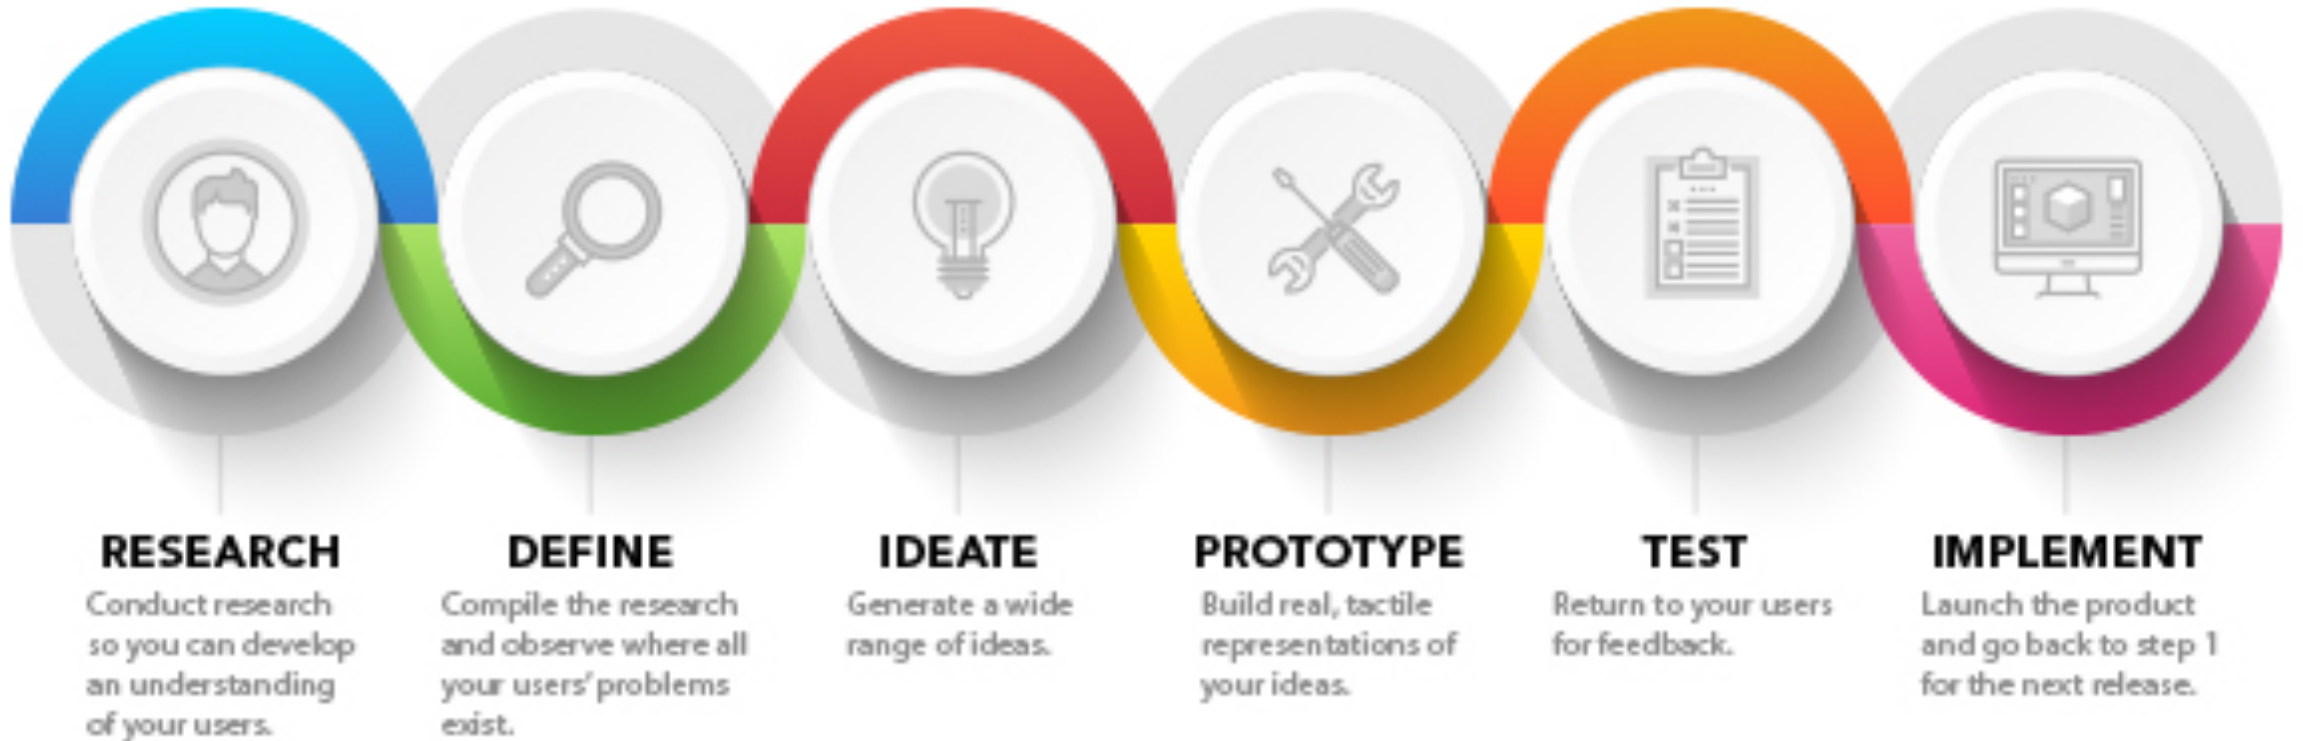 RESEARCH
Conduct research
so you can develop
an understanding
of your users.
DEFINE
Compile the research
and observe where all
your users' problems
exist.
IDEATE
Generate a wide
range of ideas.
PROTOTYPE
Build real, tactile
representations of
your ideas.
TEST
Return to your users
for feedback.
IMPLEMENT
Launch the product
and go back to step 1
for the next release.